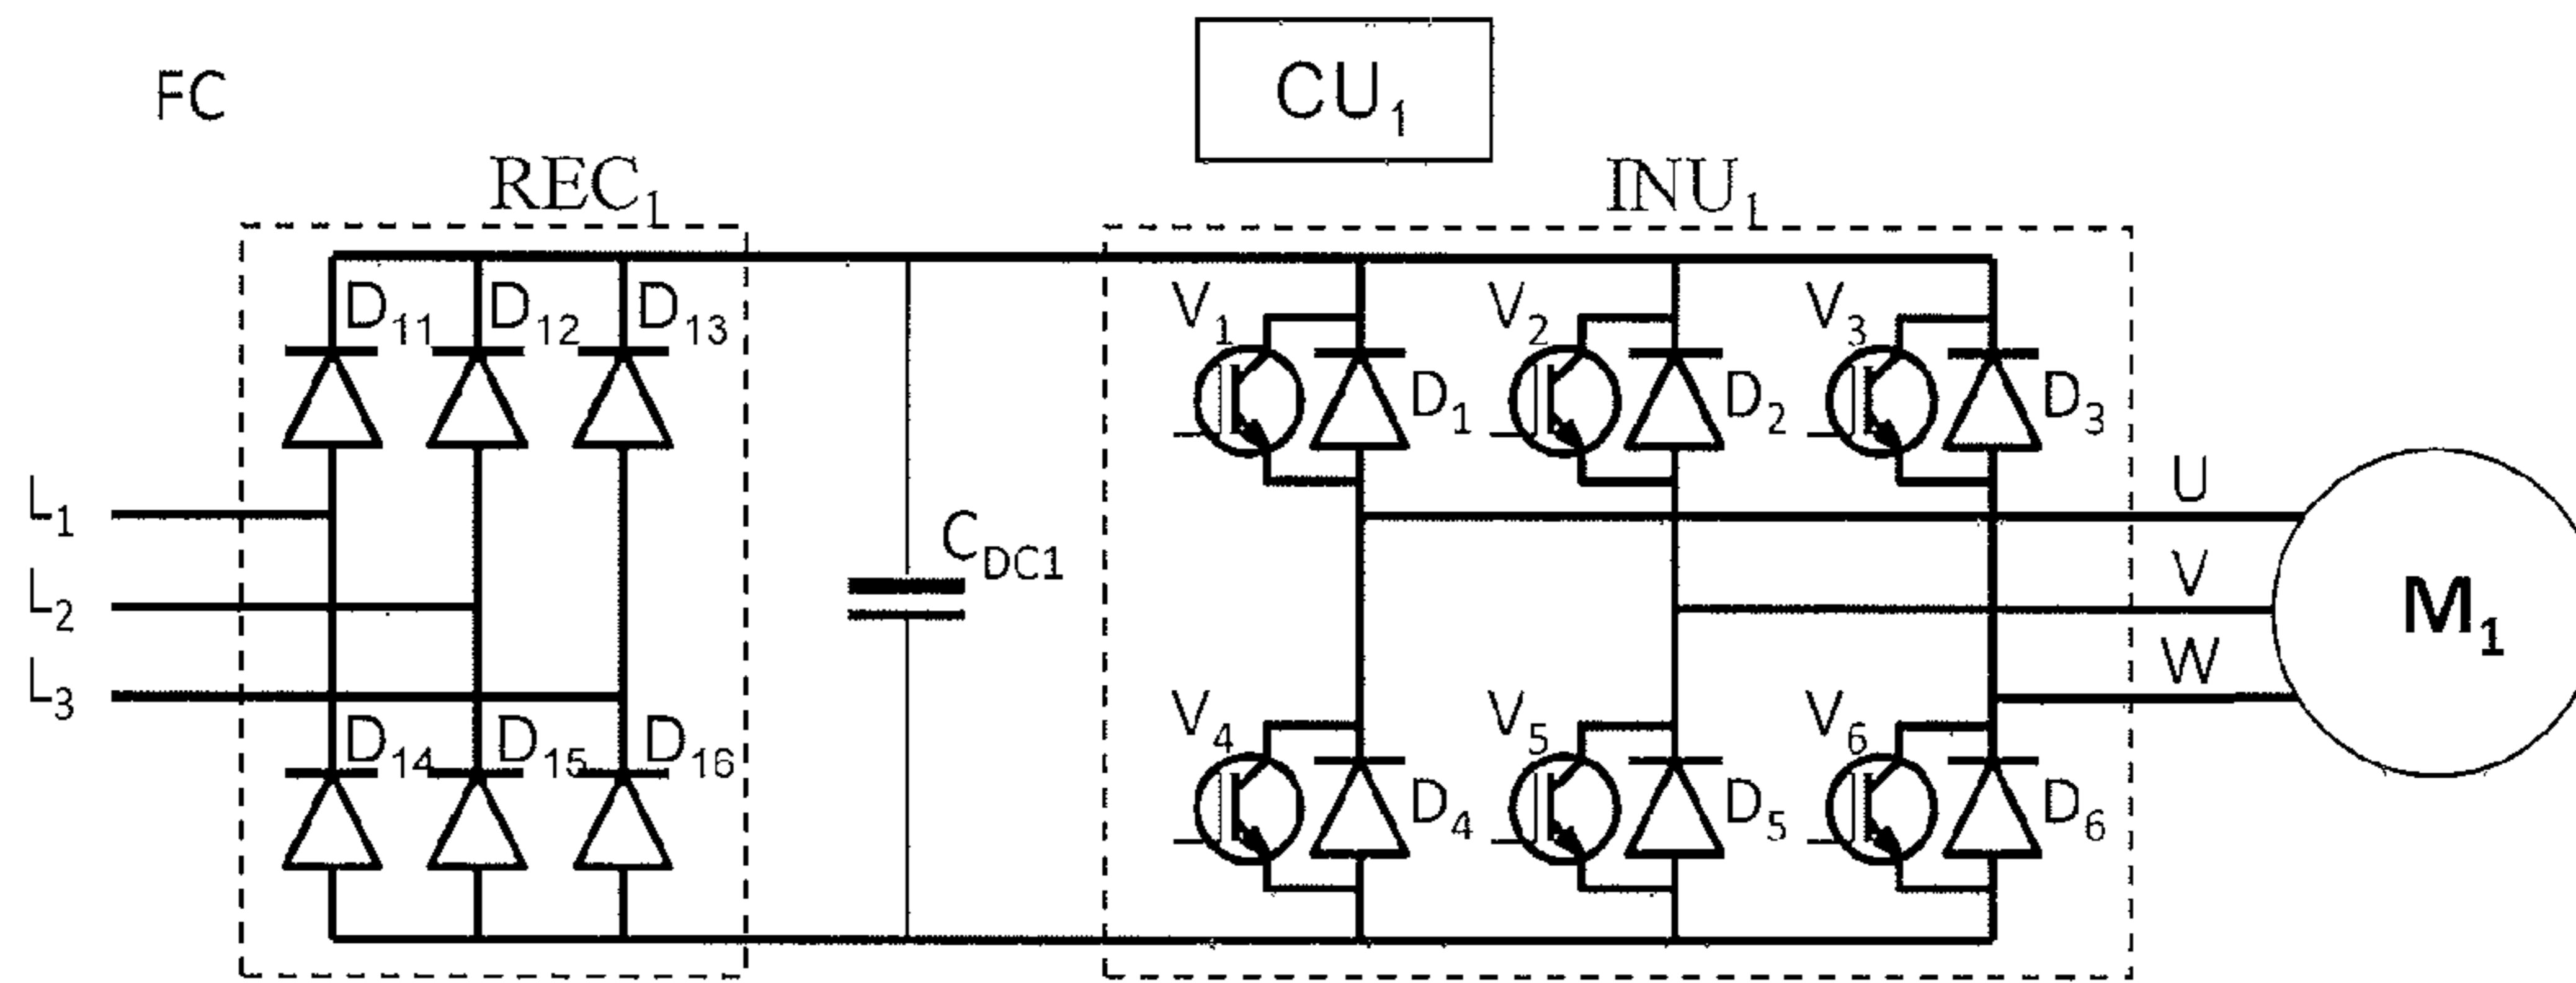 FC
CU1
REC1
INU1
D11 D12 D13
V1 V2 V3
D1 D2 D3
L1
U
C DC1
L2
V
L3
W
M1
D14 D15 D16
V4 V5 V6
D4 D5 D6